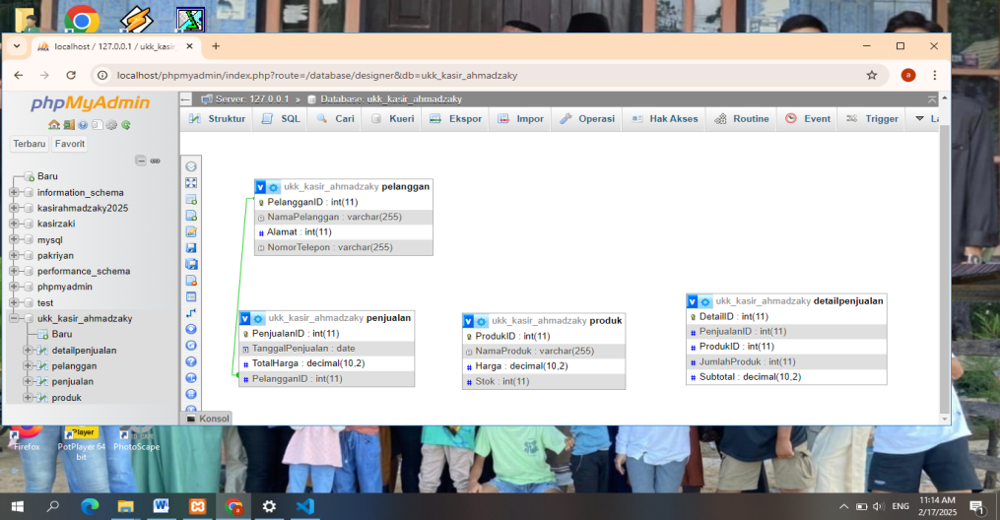 localhost / 127.0.0.1 / ukk_kasir
localhost/phpmyadmin/index.php?route=/database/designer&db=ukk_kasir_ahmadzaky
a
phpMyAdmin
Terbaru Favorit
Baru
information_schema
kasirahmadzaky2025
kasirzaki
mysql
pakriyan
performance_schema
phpmyadmin
test
ukk_kasir_ahmadzaky
Baru
detailpenjualan
pelanggan
penjualan
produk
Server: 127.0.0.1 » Database: ukk_kasir_ahmadzaky
Struktur SQL Cari Kueri Ekspor Impor Operasi Hak Akses Routine Event Trigger
ukk_kasir_ahmadzaky pelanggan
PelangganID : int(11)
NamaPelanggan : varchar(255)
Alamat : int(11)
NomorTelepon : varchar(255)
ukk_kasir_ahmadzaky penjualan
PenjualanID : int(11)
TanggalPenjualan : date
TotalHarga : decimal(10,2)
PelangganID : int(11)
ukk_kasir_ahmadzaky produk
ProdukID : int(11)
NamaProduk : varchar(255)
Harga : decimal(10,2)
Stok : int(11)
ukk_kasir_ahmadzaky detailpenjualan
DetailID : int(11)
PenjualanID : int(11)
ProdukID : int(11)
JumlahProduk : int(11)
Subtotal : decimal(10,2)
Konsol
Firefox
Player
PotPlayer 64 bit
PhotoScape
ENG
11:14 AM
2/17/2025
1